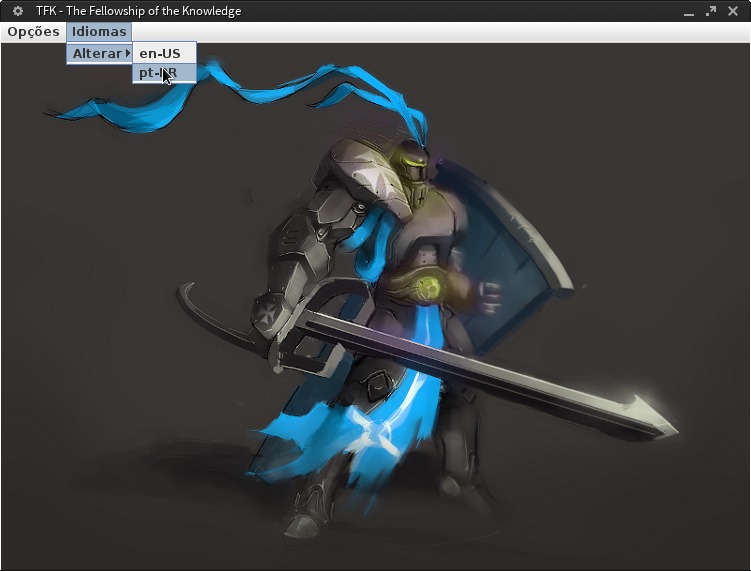 TFK - The Fellowship of the Knowledge
Opções Idiomas
Alterar en-US